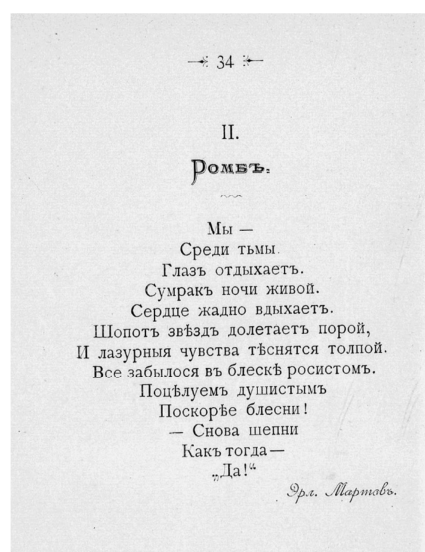 34
II.
Ромбъ.
Мы —
Среди тьмы
Глазъ отдыхаетъ.
Сумракъ ночи живой.
Сердце жадно вдыхаетъ.
Шопотъ звѣздъ долетаетъ порой,
И лазурныя чувства тѣснятся толпой.
Все забылося въ блескѣ росистомъ.
Поцѣлуемъ душистымъ
Поскорѣе блесни!
— Снова шепни
Какъ тогда—
„Да!“
Эрл. Мартовъ.